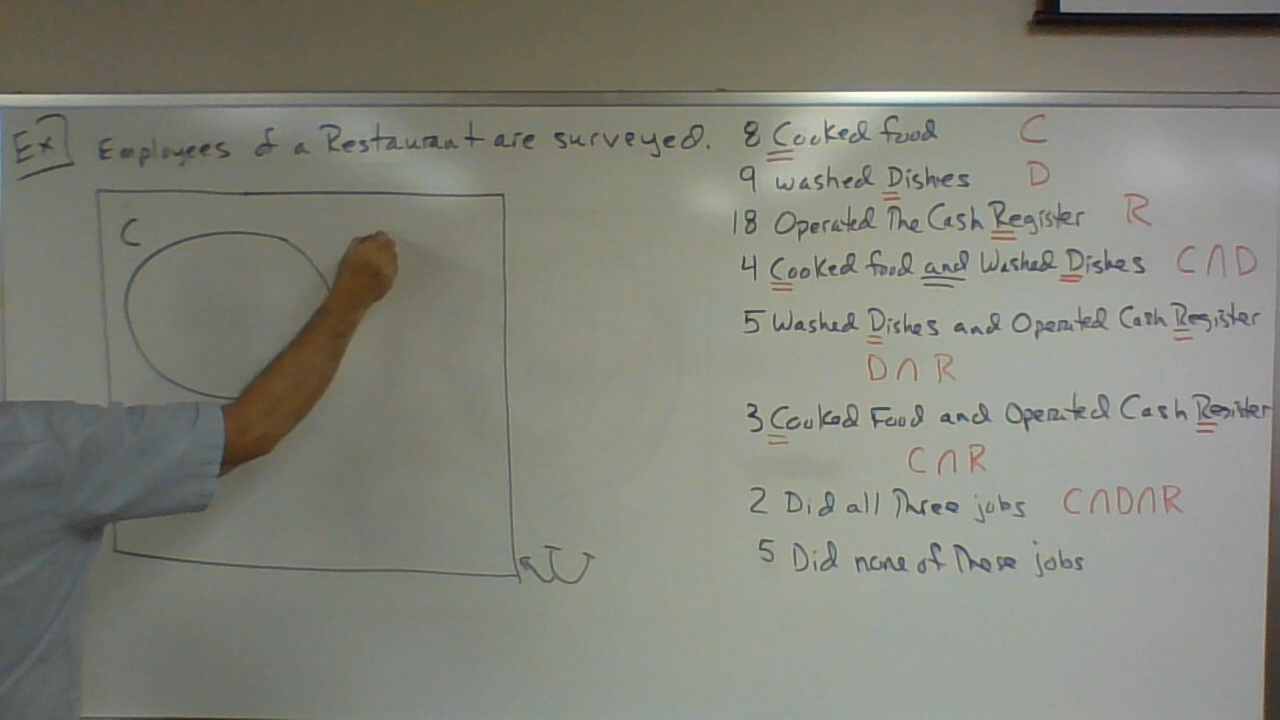 Ex Employees of a Restaurant are surveyed.
8 Cooked food C
9 washed Dishes D
18 Operated The Cash Register R
4 Cooked food and Washed Dishes C∩D
5 Washed Dishes and Operated Cash Register
D∩R
3 Cooked Food and Operated Cash Register
C∩R
2 Did all Three jobs C∩D∩R
5 Did none of These jobs
C
U